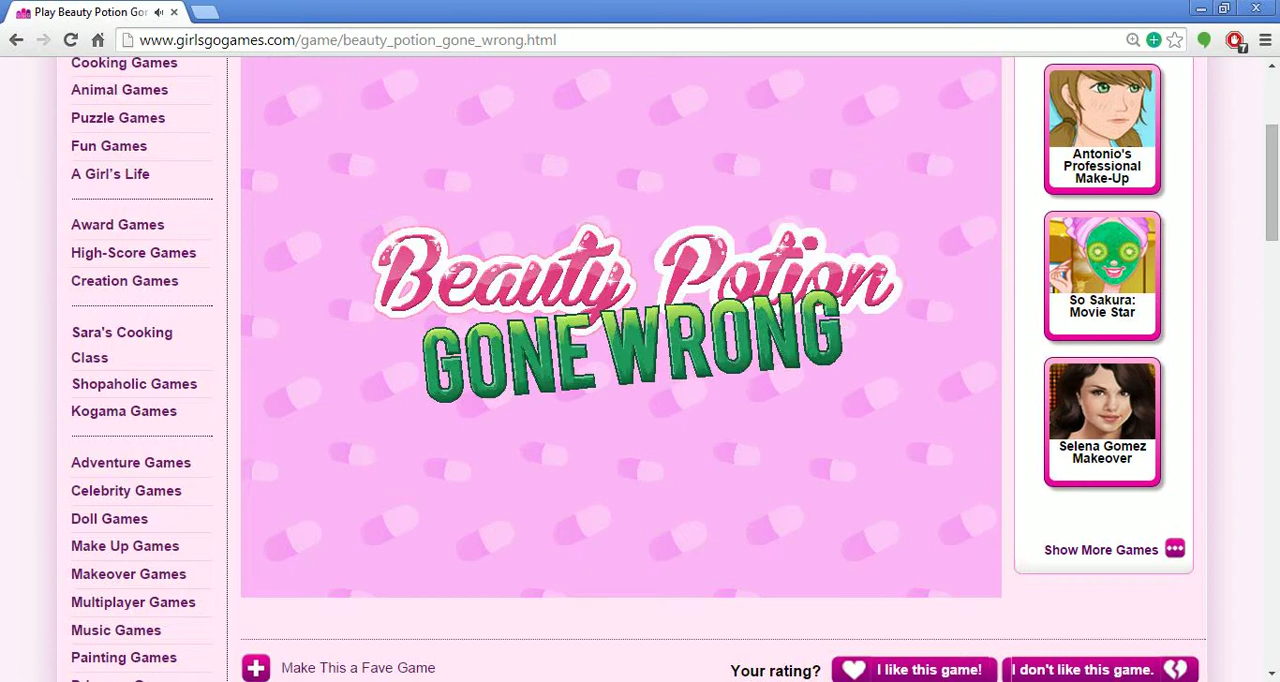 Play Beauty Potion Gor
www.girlsgogames.com/game/beauty_potion_gone_wrong.html
7
Cooking Games
Animal Games
Puzzle Games
Fun Games
A Girl's Life
Award Games
High-Score Games
Creation Games
Sara's Cooking
Class
Shopaholic Games
Kogama Games
Adventure Games
Celebrity Games
Doll Games
Make Up Games
Makeover Games
Multiplayer Games
Music Games
Painting Games
Beauty Potion
GONE WRONG
Antonio's
Professional
Make-Up
So Sakura:
Movie Star
Selena Gomez
Makeover
Show More Games
Make This a Fave Game
Your rating?
I like this game!
I don't like this game.